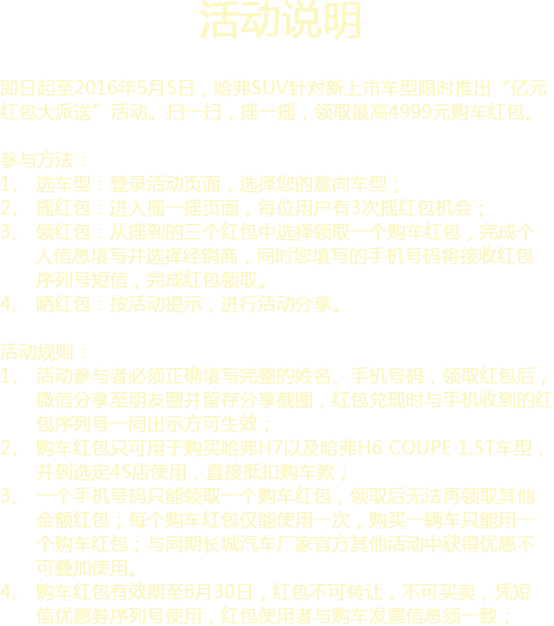 活动说明
即日起至2016年5月5日，哈弗SUV针对新上市车型限时推出“亿元
红包大派送”活动。扫一扫，摇一摇，领取最高4999元购车红包。
参与方法：
1、 选车型：登录活动页面，选择您的意向车型；
2、 摇红包：进入摇一摇页面，每位用户有3次摇红包机会；
3、 领红包：从摇到的三个红包中选择领取一个购车红包，完成个
人信息填写并选择经销商，同时您填写的手机号码将接收红包
序列号短信，完成红包领取。
4、 晒红包：按活动提示，进行活动分享。
活动规则：
1、 活动参与者必须正确填写完整的姓名、手机号码，领取红包后，
微信分享至朋友圈并留存分享截图，红包兑现时与手机收到的红
包序列号一同出示方可生效；
2、 购车红包只可用于购买哈弗H7以及哈弗H6 COUPE 1.5T车型，
并到选定4S店使用，直接抵扣购车款；
3、 一个手机号码只能领取一个购车红包，领取后无法再领取其他
金额红包；每个购车红包仅能使用一次，购买一辆车只能用一
个购车红包；与同期长城汽车厂家官方其他活动中获得优惠不
可叠加使用。
4、 购车红包有效期至6月30日，红包不可转让，不可买卖，凭短
信优惠券序列号使用，红包使用者与购车发票信息须一致；